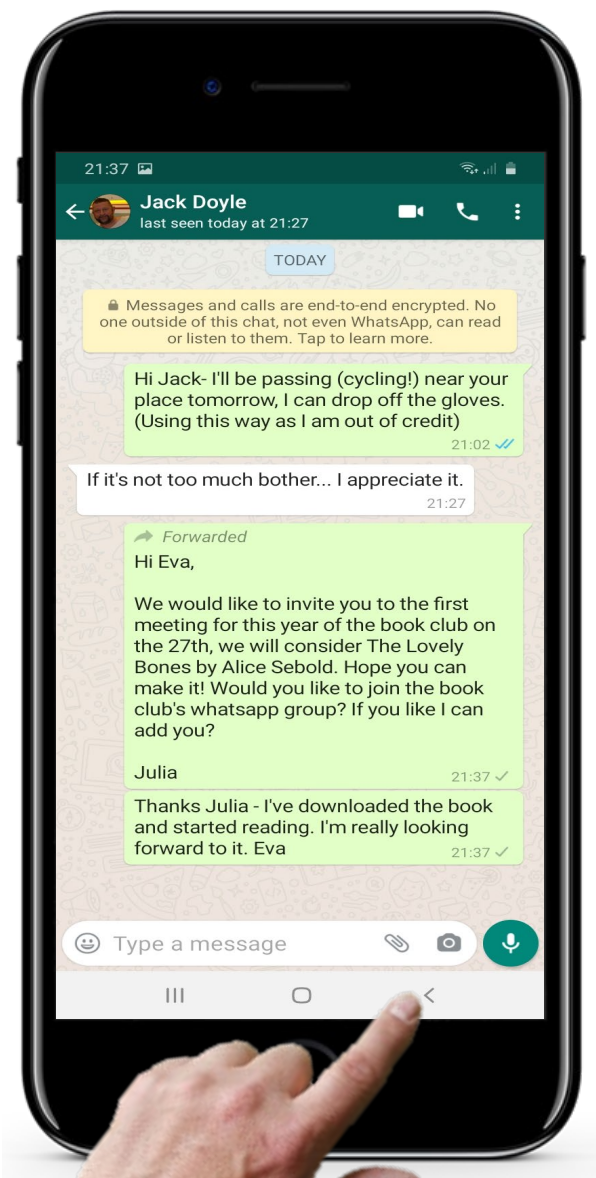 21:37
Jack Doyle
last seen today at 21:27
TODAY
Messages and calls are end-to-end encrypted. No
one outside of this chat, not even WhatsApp, can read
or listen to them. Tap to learn more.
Hi Jack- I'll be passing (cycling!) near your
place tomorrow, I can drop off the gloves.
(Using this way as I am out of credit)
21:02
If it's not too much bother... I appreciate it.
21:27
Forwarded
Hi Eva,
We would like to invite you to the first
meeting for this year of the book club on
the 27th, we will consider The Lovely
Bones by Alice Sebold. Hope you can
make it! Would you like to join the book
club's whatsapp group? If you like I can
add you?
Julia
21:37
Thanks Julia - I've downloaded the book
and started reading. I'm really looking
forward to it. Eva
21:37
Type a message